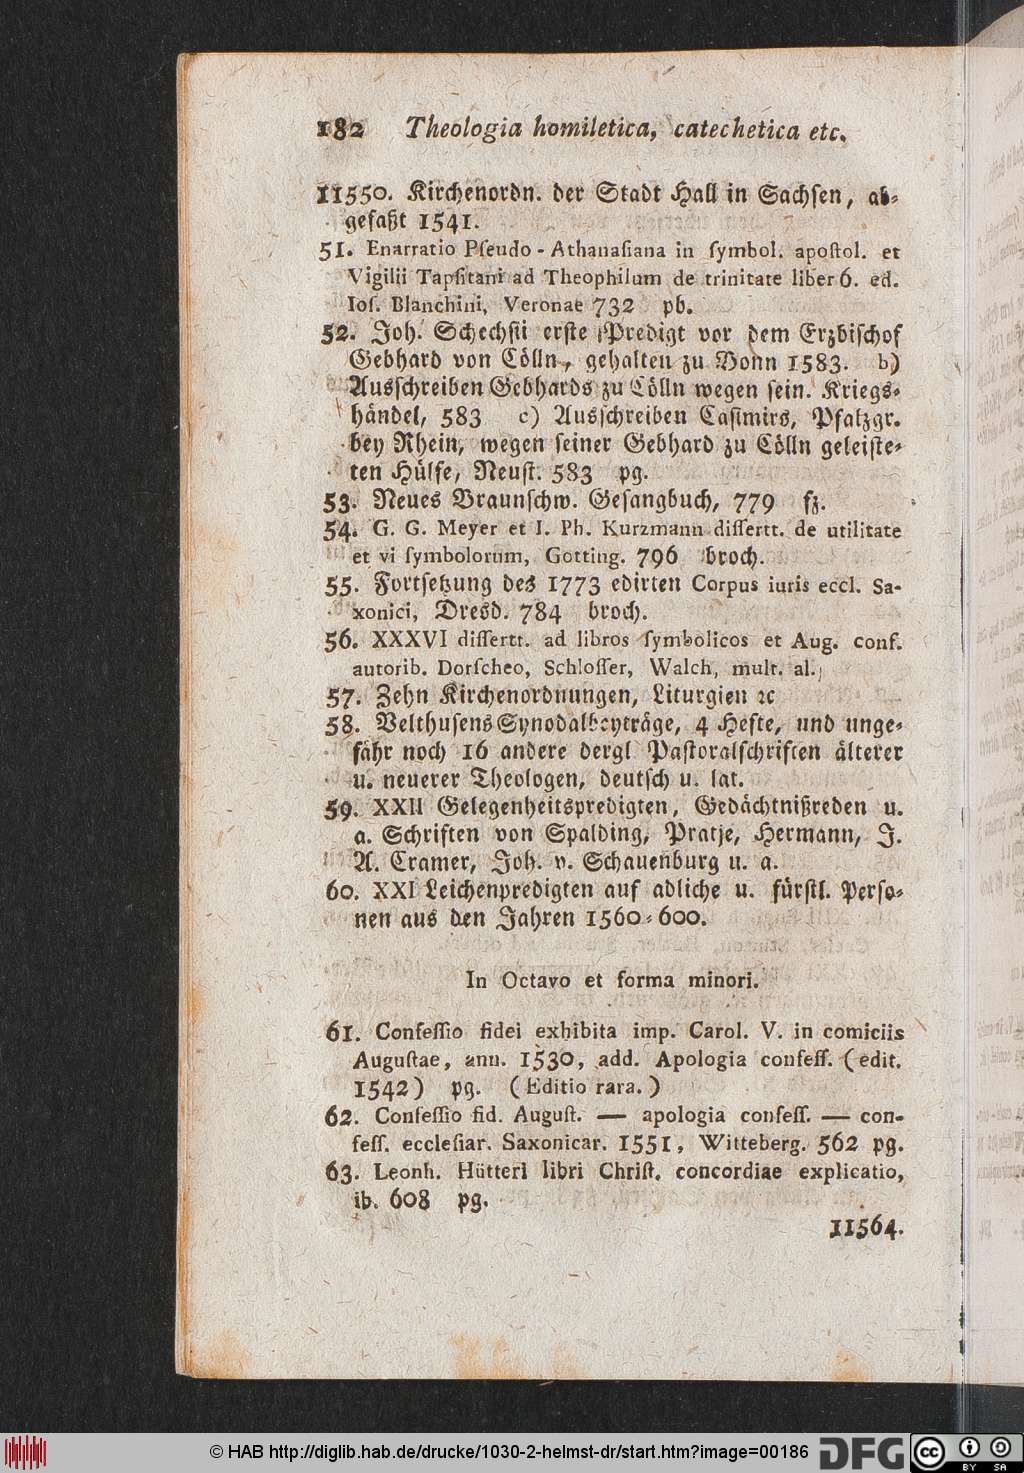 182 Theologia homiletica, catechetica etc.
11550. Kirchenordn. der Stadt Hall in Sachsen, ab-
gefaßt 1541.
51. Enarratio Pſeudo-Athanaſiana in ſymbol. apoſtol. et
Vigilii Tapſitani ad Theophilum de trinitate liber 6. ed.
Ioſ. Blanchini, Veronae 732 pb.
52. Joh. Schechſii erſte Predigt vor dem Erzbiſchof
Gebhard von Cölln, gehalten zu Bonn 1583. b)
Ausſchreiben Gebhards zu Cölln wegen ſein. Kriegs-
händel, 583 c) Ausſchreiben Caſimirs, Pfalzgr.
bey Rhein, wegen ſeiner Gebhard zu Cölln geleiſte-
ten Hülfe, Neuſt. 583 pg.
53. Neues Braunſchw. Geſangbuch, 779 fz.
54. G. G. Meyer et I. Ph. Kurzmann diſſertt. de utilitate
et vi ſymbolorum, Gotting. 796 broch.
55. Fortſetzung des 1773 edirten Corpus iuris eccl. Sa-
xonici, Dresd. 784 broch.
56. XXXVI diſſertt. ad libros ſymbolicos et Aug. conf.
autorib. Dorſcheo, Schloſſer, Walch, mult. al.
57. Zehn Kirchenordnungen, Liturgien ꝛc
58. Velthuſens Synodalbeyträge, 4 Hefte, und unge-
fähr noch 16 andere dergl Paſtoralſchriften älterer
u. neuerer Theologen, deutſch u. lat.
59. XXII Gelegenheitspredigten, Gedächtnißreden u.
a. Schriften von Spalding, Pratje, Hermann, J.
A. Cramer, Joh. v. Schauenburg u. a.
60. XXI Leichenpredigten auf adliche u. fürſtl. Perſo-
nen aus den Jahren 1560-600.
In Octavo et forma minori.
61. Confeſſio fidei exhibita imp. Carol. V. in comiciis
Auguſtae, ann. 1530, add. Apologia confeſſ. (edit.
1542) pg. (Editio rara.)
62. Confeſſio fid. Auguſt. — apologia confeſſ. — con-
feſſ. eccleſiar. Saxonicar. 1551, Witteberg. 562 pg.
63. Leonh. Hütteri libri Chriſt. concordiae explicatio,
ib. 608 pg.
11564.
© HAB http://diglib.hab.de/drucke/1030-2-helmst-dr/start.htm?image=00186 DFG cc BY SA